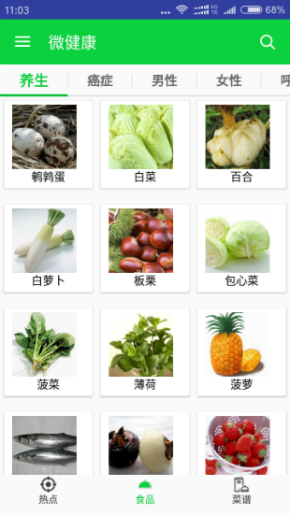 11:03
68%
微健康
养生 癌症 男性 女性 呼
鹌鹑蛋 白菜 百合
白萝卜 板栗 包心菜
菠菜 薄荷 菠萝
热点 食品 菜谱